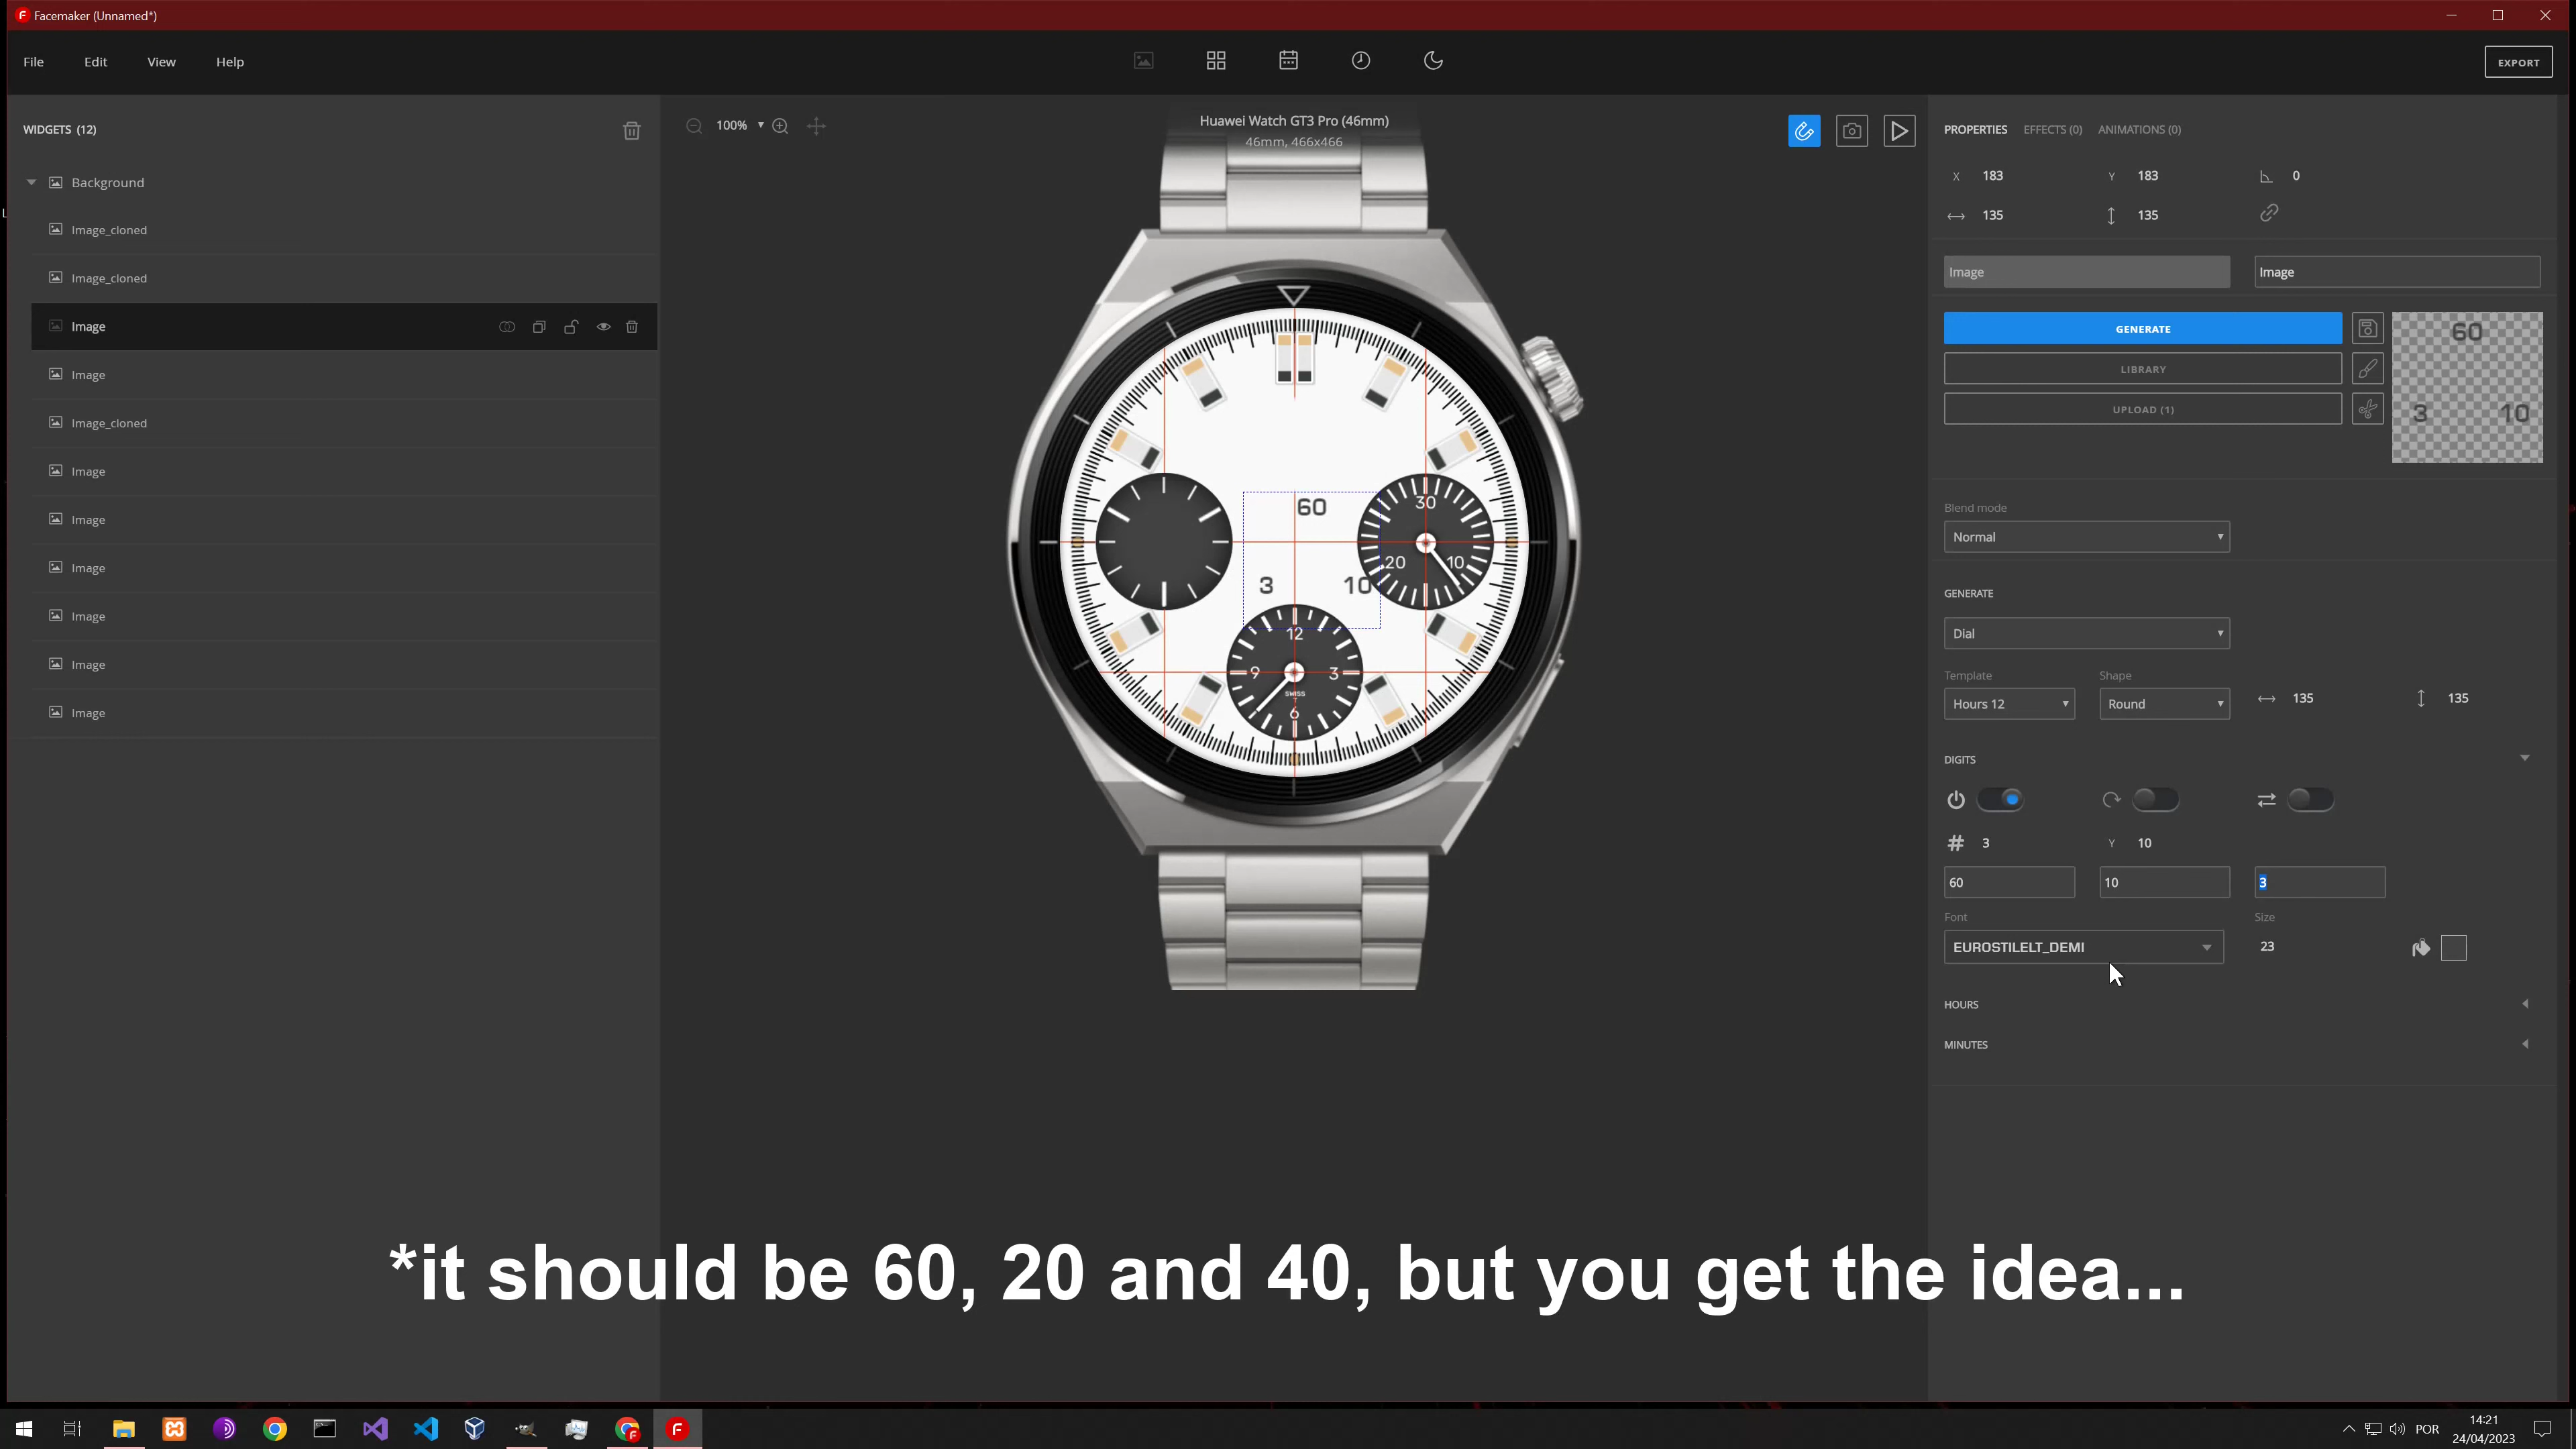 Facemaker (Unnamed*)
File
Edit
View
Help
EXPORT
WIDGETS (12)
Background
Image_cloned
Image_cloned
Image
Image
Image_cloned
Image
Image
Image
Image
Image
Image
100%
Huawei Watch GT3 Pro (46mm)
46mm, 466x466
60
3
10
30
20
10
12
9
3
SWISS
6
PROPERTIES
EFFECTS (0)
ANIMATIONS (0)
X 183
Y 183
0
135
135
Image
Image
GENERATE
LIBRARY
UPLOAD (1)
60
3
10
Blend mode
Normal
GENERATE
Dial
Template
Shape
Hours 12
Round
135
135
DIGITS
# 3
Y 10
60
10
3
Font
Size
EUROSTILELT_DEMI
23
HOURS
MINUTES
*it should be 60, 20 and 40, but you get the idea...
POR
14:21
24/04/2023